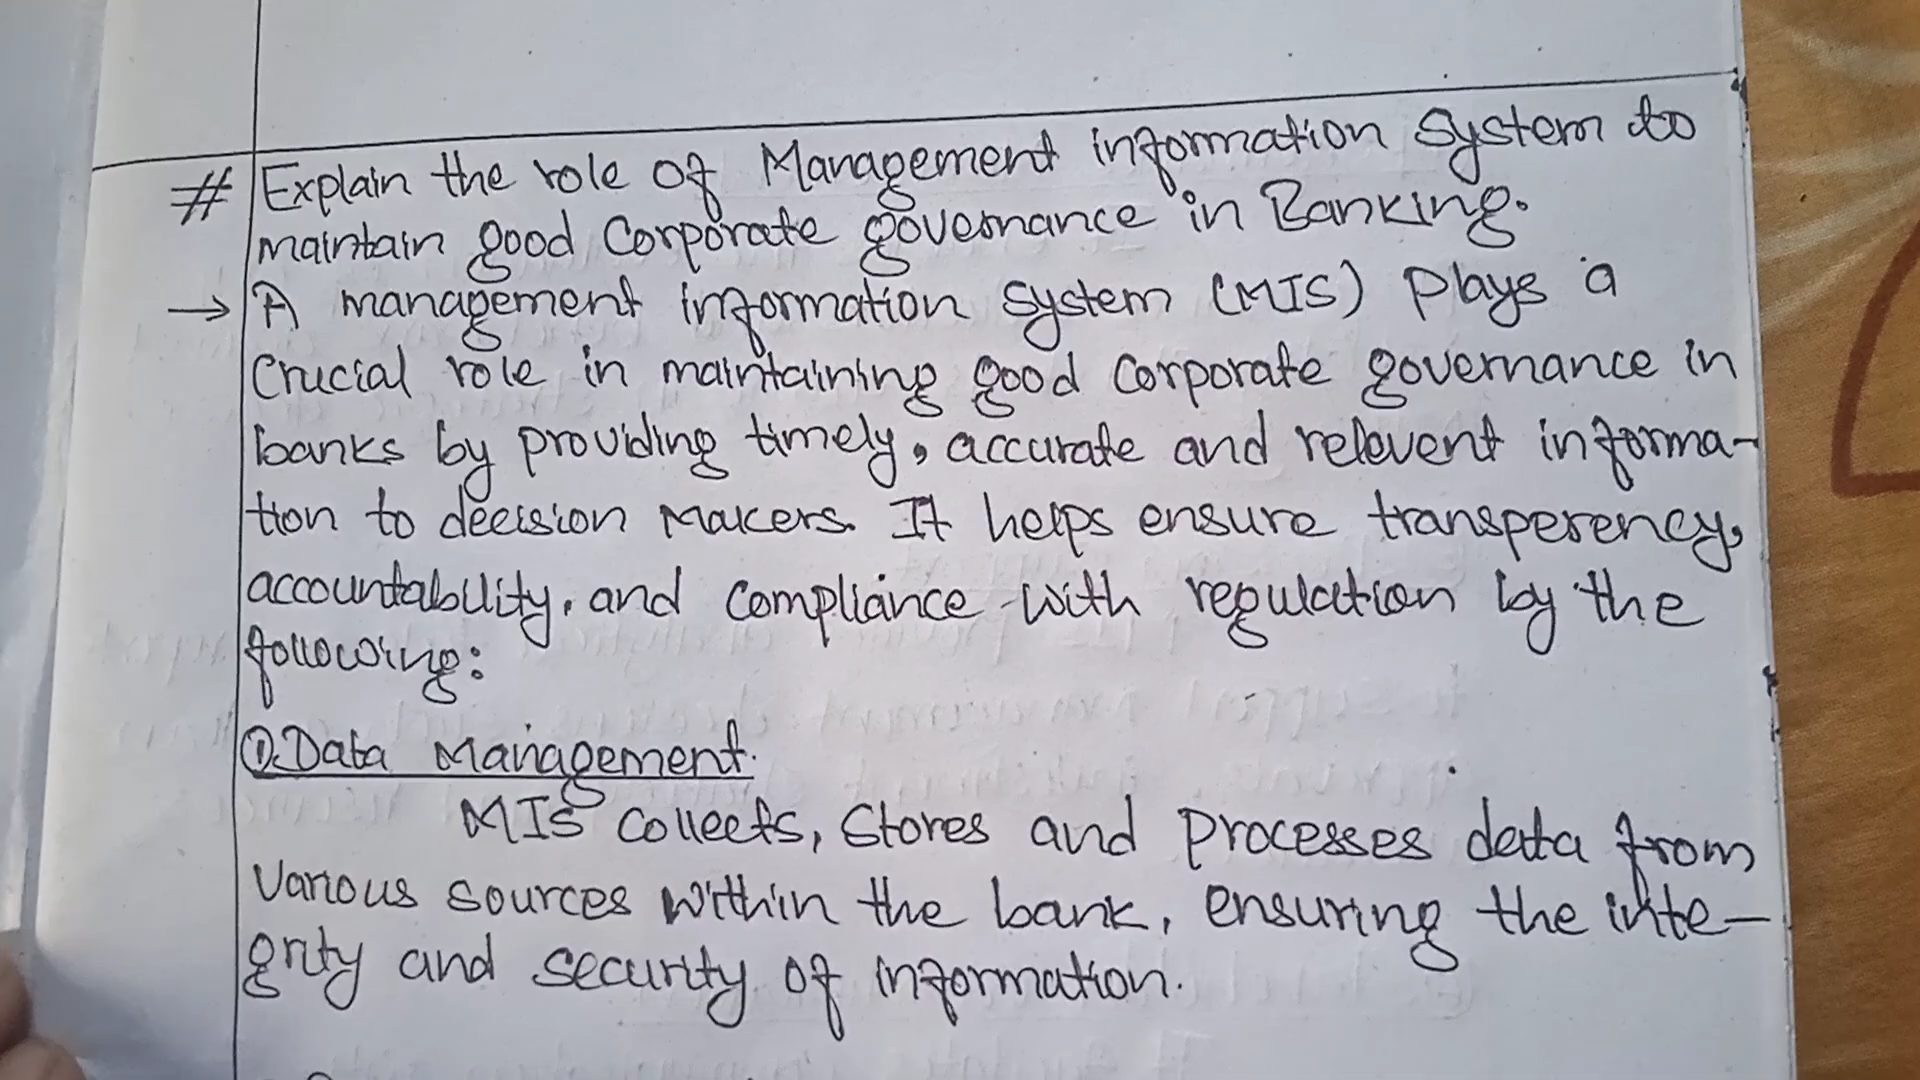 # Explain the role of Management information System to
maintain good Corporate governance in Banking.
→ A management information System (MIS) Plays a
Crucial role in maintaining good Corporate governance in
banks by providing timely, accurate and relevent informa-
tion to decision Makers. It helps ensure transperency,
accountability, and compliance with regulation by the
following:
①. Data Management.
MIS Collects, Stores and Processes data from
Various sources within the bank, ensuring the inte-
grity and security of information.